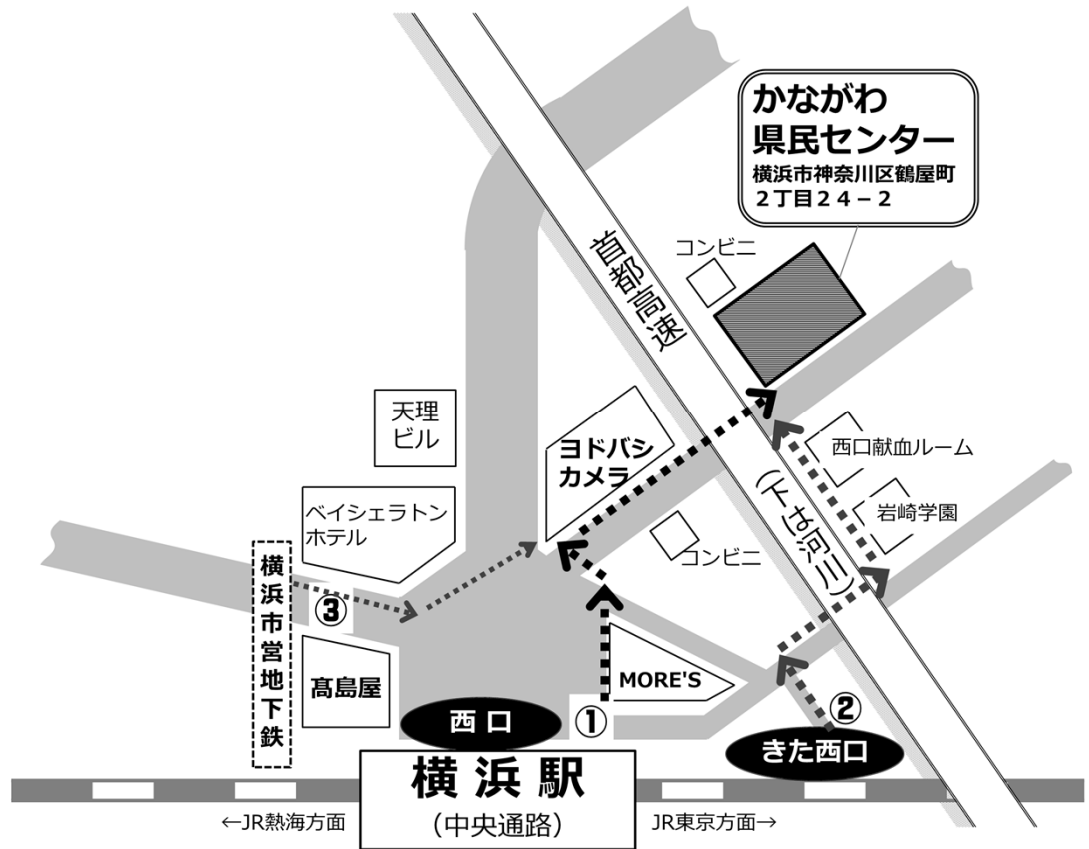 かながわ
県民センター
横浜市神奈川区鶴屋町
２丁目２４－２
コンビニ
首都高速
天理
ビル
ヨドバシ
カメラ
西口献血ルーム
(下は河川)
ベイシェラトン
ホテル
岩崎学園
コンビニ
横浜市営地下鉄
③
髙島屋
MORE'S
西口
①
②
きた西口
横浜駅
(中央通路)
←JR熱海方面
JR東京方面→